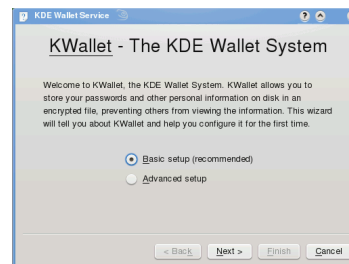 KDE Wallet Service
KWallet - The KDE Wallet System
Welcome to KWallet, the KDE Wallet System. KWallet allows you to
store your passwords and other personal information on disk in an
encrypted file, preventing others from viewing the information. This wizard
will tell you about KWallet and help you configure it for the first time.
Basic setup (recommended)
Advanced setup
< Back
Next >
Finish
Cancel